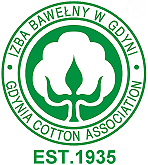 IZBA BAWEŁNY W GDYNI
GDYNIA COTTON ASSOCIATION
EST.1935